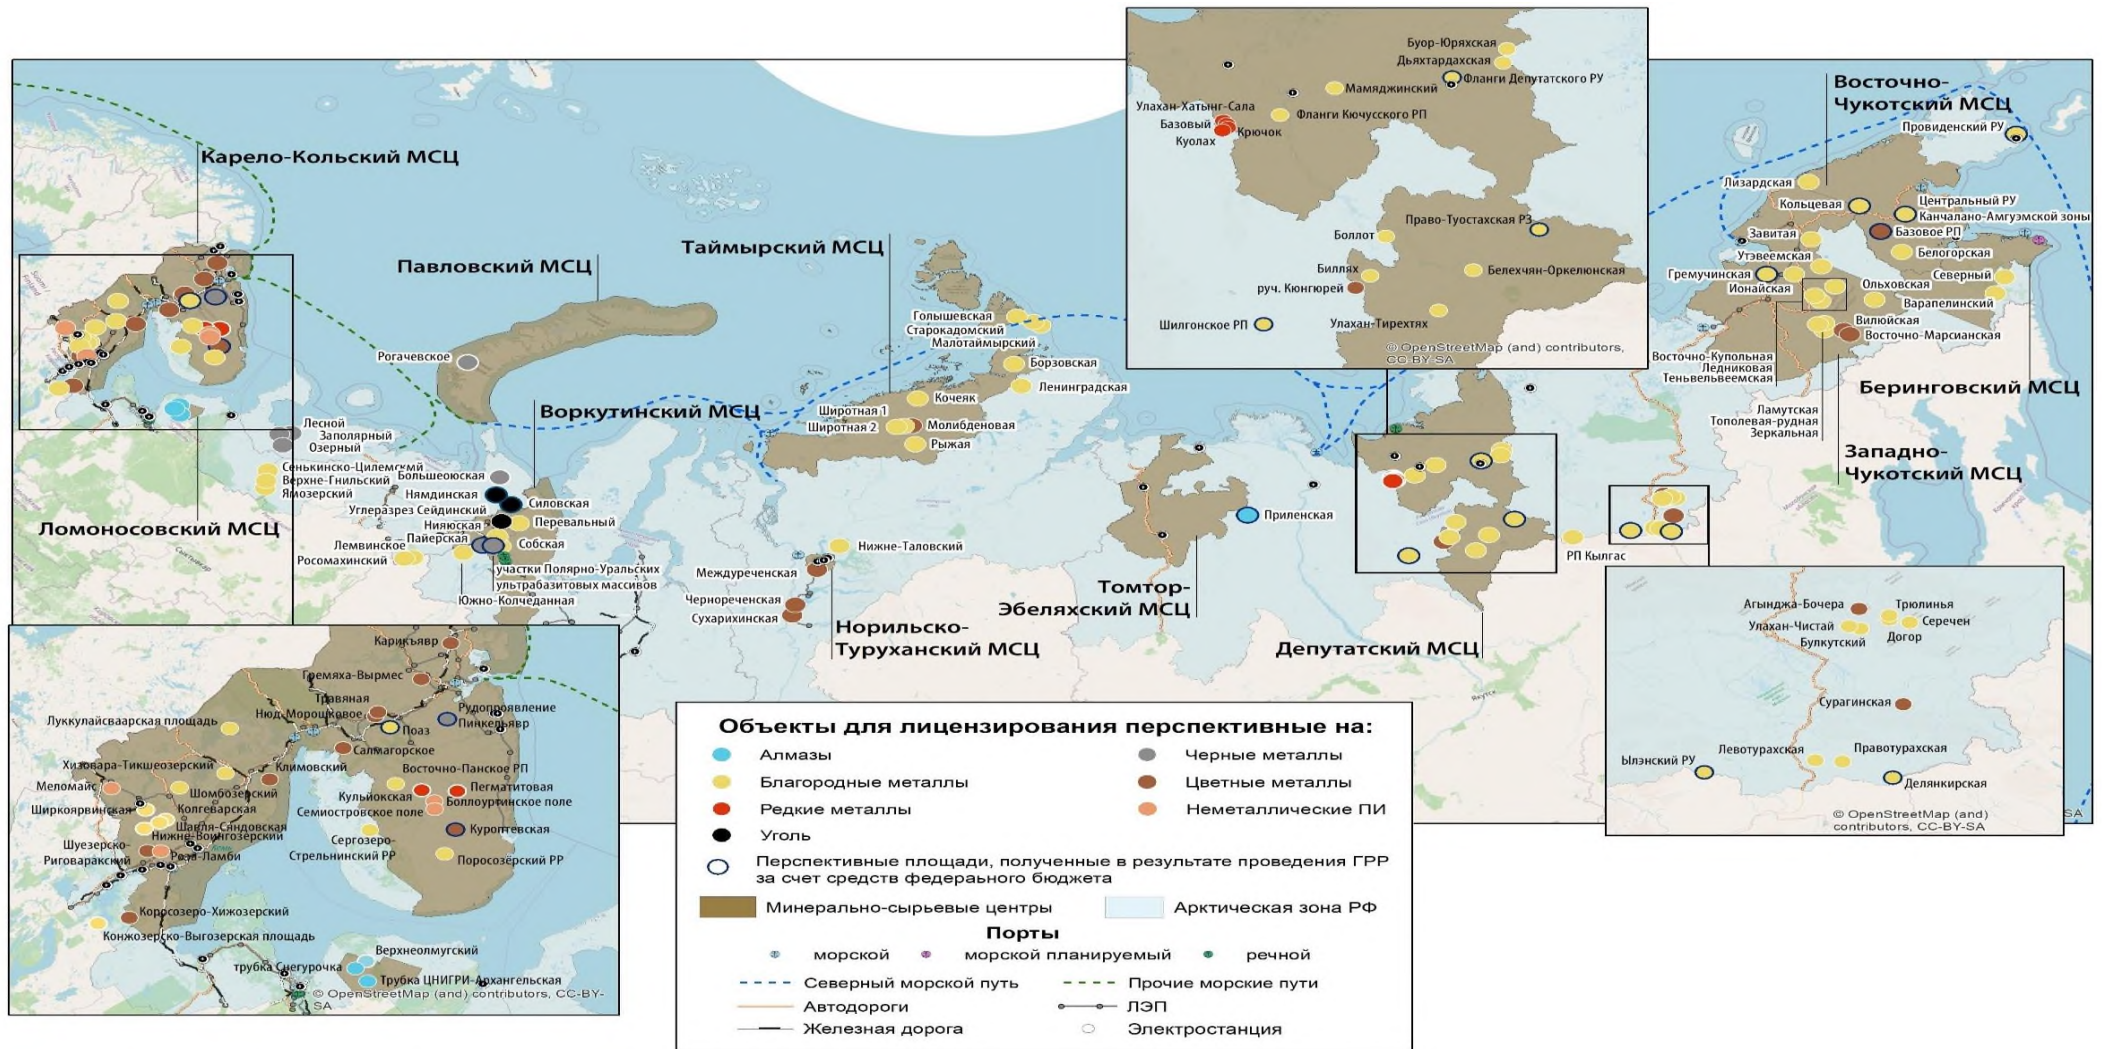 Карело-Кольский МСЦ
Павловский МСЦ
Рогачевское
Таймырский МСЦ
Голышевская
Старокадомский
Малотаймырский
Борзовская
Ленинградская
Кочеяк
Широтная 1
Широтная 2
Молибденовая
Рыжая
Воркутинский МСЦ
Лесной
Заполярный
Озерный
Верхне-Гнильский
Ямозерский
Большеюская
Нямдинская
Силовская
Углеразрез Сейдинский
Нияюская
Перевальный
Пайерская
Собская
Лемвинское
Росомахинский
участки Полярно-Уральских
ультрабазитовых массивов
Южно-Колчеданная
Ломоносовский МСЦ
Нижне-Таловский
Междуреченская
Чернореченская
Сухарихинская
Норильско-
Туруханский МСЦ
Приленская
Томтор-
Эбеляхский МСЦ
Депутатский МСЦ
РП Кылгас
Якутск
Буор-Юряхская
Дьяхтардахская
Фланги Депутатского РУ
Мамяджинский
Улахан-Хатынг-Сала
Фланги Кючусского РП
Базовый
Крючок
Куолах
Право-Туостахская РЗ
Боллот
Биллях
Белехчян-Оркелюнская
руч. Кюнгюрей
Шилгонское РП
Улахан-Тирехтях
© OpenStreetMap (and) contributors,
CC-BY-SA
Восточно-
Чукотский МСЦ
Провиденский РУ
Лизардская
Кольцевая
Центральный РУ
Канчалано-Амгуэмской зоны
Завитая
Базовое РП
Утэвеемская
Белогорская
Гремучинская
Северный
Ионайская
Ольховская
Варапелинский
Вилюйская
Восточно-Марсианская
Восточно-Купольная
Ледниковая
Теньвельвеемская
Беринговский МСЦ
Ламутская
Тополевая-рудная
Зеркальная
Западно-
Чукотский МСЦ
Агынджа-Бочера
Трюлинья
Улахан-Чистай
Серечен
Булкутский
Догор
Сурагинская
Левотурахская
Правотурахская
Ылэнский РУ
Делянкирская
© OpenStreetMap (and)
contributors, CC-BY-SA
SA
Карикъявр
Гремяха-Вырмес
Травяная
Нюд-Морошковое
Рудопроявление
Пинкельявр
Луккулайсваарская площадь
Поаз
Салмагорское
Хизовара-Тикшеозерский
Климовский
Восточно-Панское РП
Меломайс
Шомбозерский
Кульйокская
Пегматитовая
Боллоуртинское поле
Ширкоярвинская
Колгеварская
Семиостровское поле
Шавля-Сяндовская
Нижне-Воингозерский
Куроптевская
Шуезерско-
Риговаракский
Роза-Ламби
Сергозеро-
Стрельнинский РР
Поросозёрский РР
Коросозеро-Хижозерский
Конжозерско-Выгозерская площадь
Верхнеолмугский
трубка Снегурочка
Трубка ЦНИГРИ-Архангельская
© OpenStreetMap (and) contributors, CC-BY-
SA
Объекты для лицензирования перспективные на:
Алмазы
Черные металлы
Благородные металлы
Цветные металлы
Редкие металлы
Неметаллические ПИ
Уголь
Перспективные площади, полученные в результате проведения ГРР
за счет средств федераьного бюджета
Минерально-сырьевые центры
Арктическая зона РФ
Порты
морской
морской планируемый
речной
Северный морской путь
Прочие морские пути
Автодороги
ЛЭП
Железная дорога
Электростанция